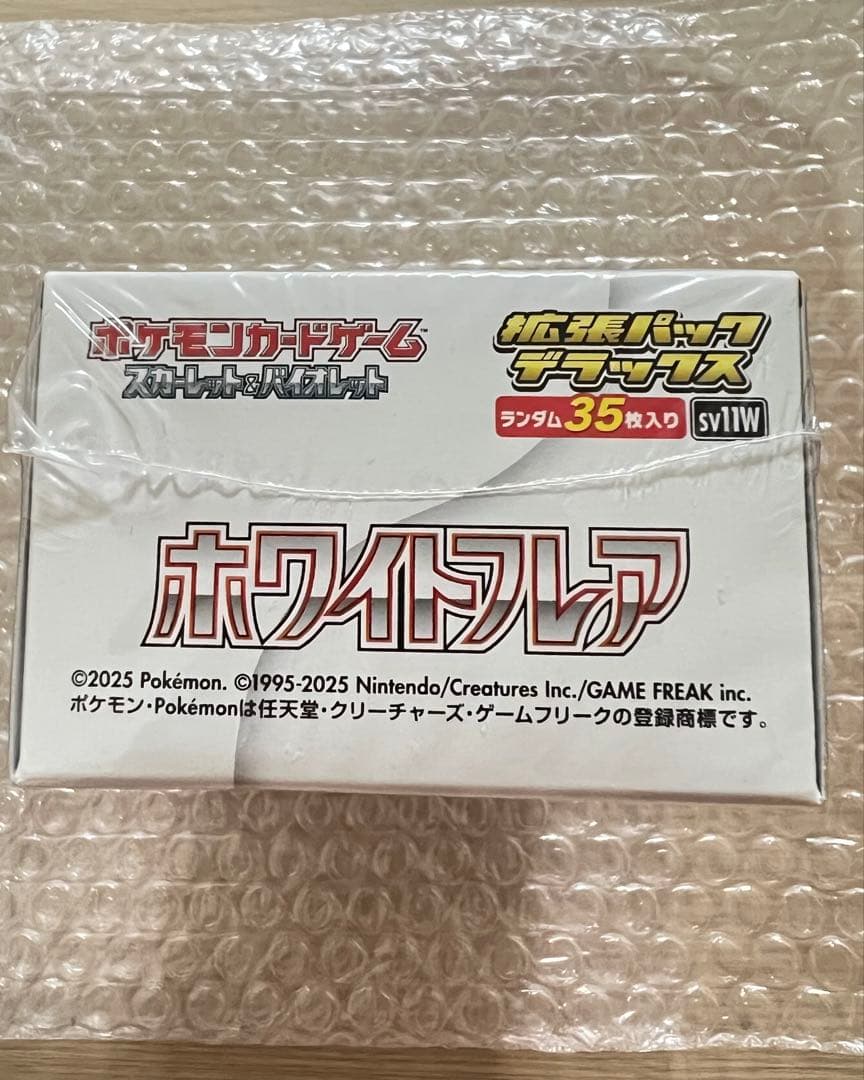 ポケモンカードゲーム™
スカーレット&バイオレット
拡張パック
デラックス
ランダム35枚入り
sv11W
ホワイトフレア
©2025 Pokémon. ©1995-2025 Nintendo/Creatures Inc./GAME FREAK inc.
ポケモン・Pokémonは任天堂・クリーチャーズ・ゲームフリークの登録商標です。